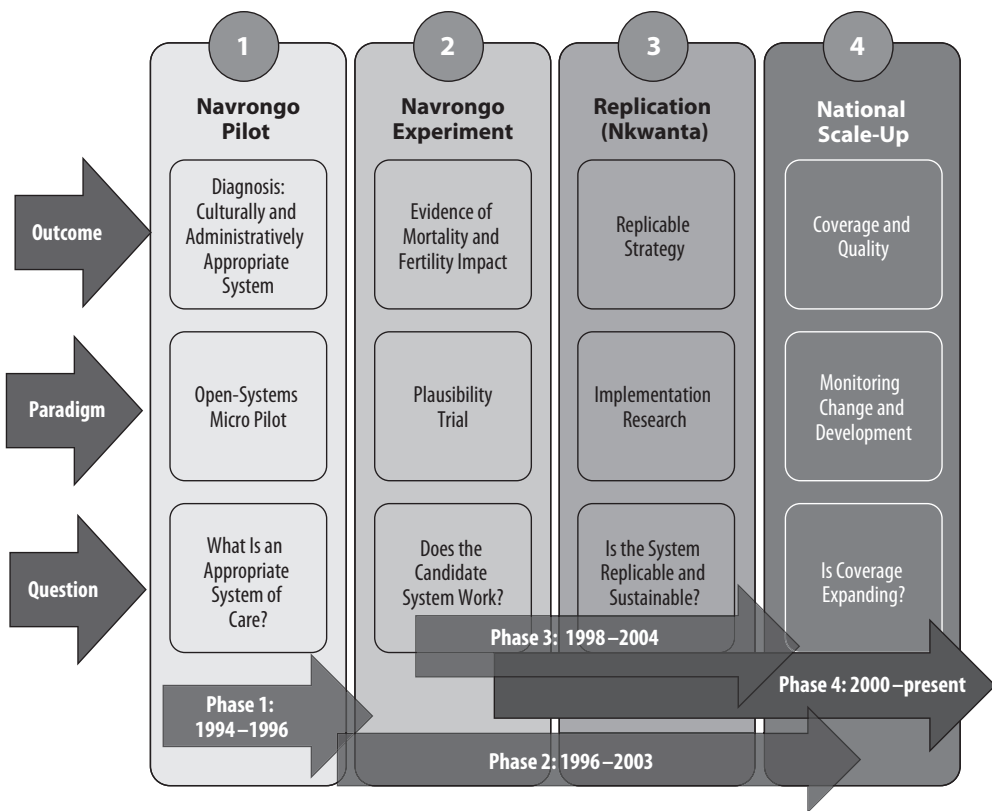 1
2
3
4
Navrongo
Pilot
Navrongo
Experiment
Replication
(Nkwanta)
National
Scale-Up
Outcome
Diagnosis:
Culturally and
Administratively
Appropriate
System
Evidence of
Mortality and
Fertility Impact
Replicable
Strategy
Coverage and
Quality
Paradigm
Open-Systems
Micro Pilot
Plausibility
Trial
Implementation
Research
Monitoring
Change and
Development
Question
What Is an
Appropriate
System of
Care?
Does the
Candidate
System Work?
Is the System
Replicable and
Sustainable?
Is Coverage
Expanding?
Phase 3: 1998–2004
Phase 4: 2000–present
Phase 1:
1994–1996
Phase 2: 1996–2003